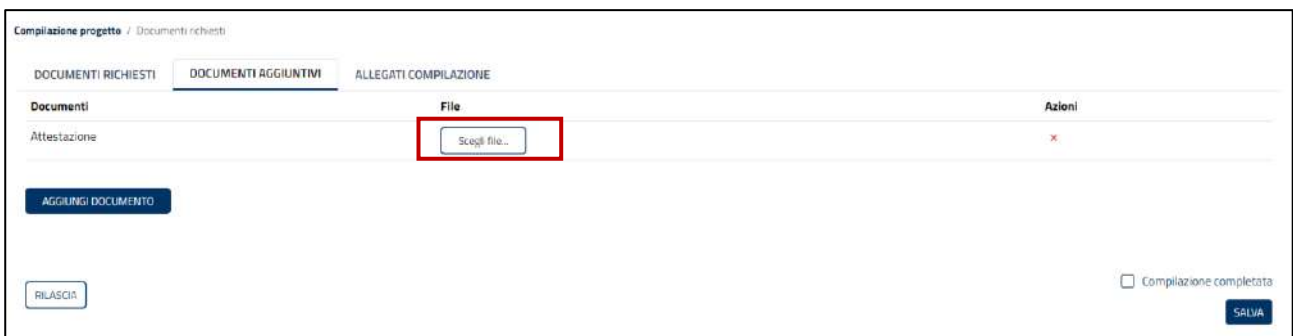 Compilazione progetto / Documenti richiesti
DOCUMENTI RICHIESTI DOCUMENTI AGGIUNTIVI ALLEGATI COMPILAZIONE
Documenti File Azioni
Attestazione Scegli file... ×
AGGIUNGI DOCUMENTO
Compilazione completata
RILASCIA
SALVA